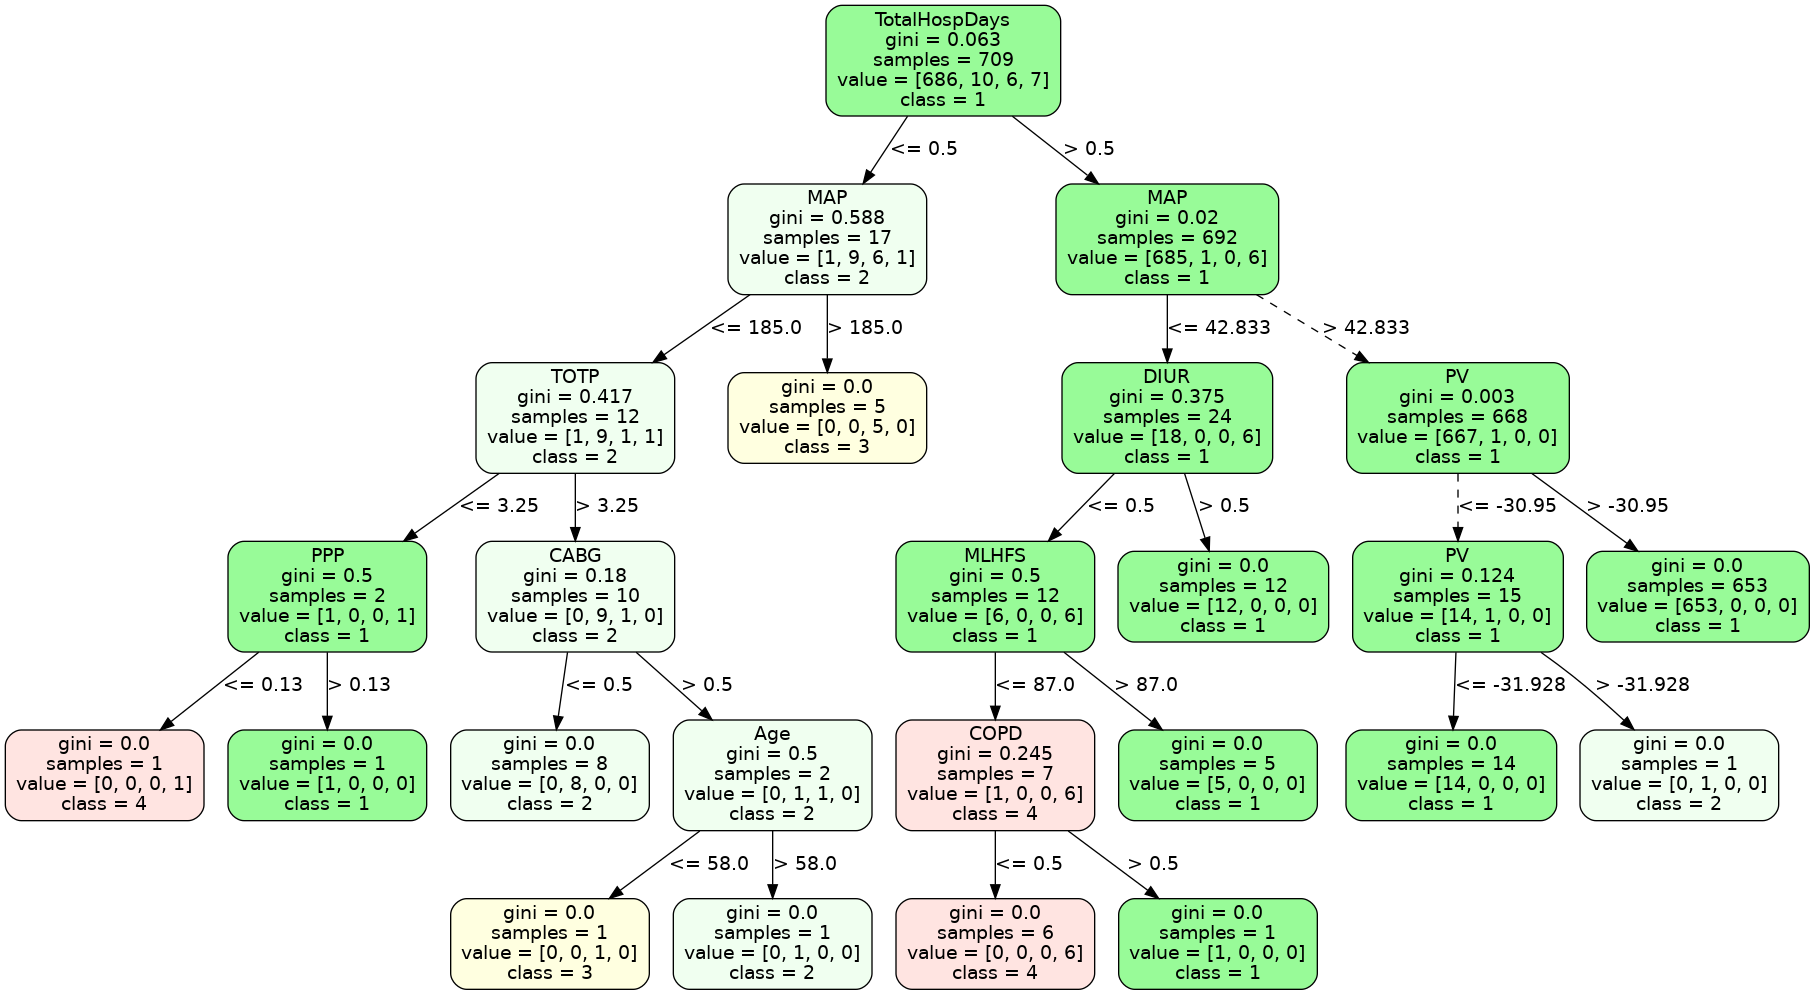 TotalHospDays
gini = 0.063
samples = 709
value = [686, 10, 6, 7]
class = 1
<= 0.5
> 0.5
MAP
gini = 0.588
samples = 17
value = [1, 9, 6, 1]
class = 2
MAP
gini = 0.02
samples = 692
value = [685, 1, 0, 6]
class = 1
<= 185.0
> 185.0
<= 42.833
> 42.833
TOTP
gini = 0.417
samples = 12
value = [1, 9, 1, 1]
class = 2
gini = 0.0
samples = 5
value = [0, 0, 5, 0]
class = 3
DIUR
gini = 0.375
samples = 24
value = [18, 0, 0, 6]
class = 1
PV
gini = 0.003
samples = 668
value = [667, 1, 0, 0]
class = 1
<= 3.25
> 3.25
<= 0.5
> 0.5
<= -30.95
> -30.95
PPP
gini = 0.5
samples = 2
value = [1, 0, 0, 1]
class = 1
CABG
gini = 0.18
samples = 10
value = [0, 9, 1, 0]
class = 2
MLHFS
gini = 0.5
samples = 12
value = [6, 0, 0, 6]
class = 1
gini = 0.0
samples = 12
value = [12, 0, 0, 0]
class = 1
PV
gini = 0.124
samples = 15
value = [14, 1, 0, 0]
class = 1
gini = 0.0
samples = 653
value = [653, 0, 0, 0]
class = 1
<= 0.13
> 0.13
<= 0.5
> 0.5
<= 87.0
> 87.0
<= -31.928
> -31.928
gini = 0.0
samples = 1
value = [0, 0, 0, 1]
class = 4
gini = 0.0
samples = 1
value = [1, 0, 0, 0]
class = 1
gini = 0.0
samples = 8
value = [0, 8, 0, 0]
class = 2
Age
gini = 0.5
samples = 2
value = [0, 1, 1, 0]
class = 2
COPD
gini = 0.245
samples = 7
value = [1, 0, 0, 6]
class = 4
gini = 0.0
samples = 5
value = [5, 0, 0, 0]
class = 1
gini = 0.0
samples = 14
value = [14, 0, 0, 0]
class = 1
gini = 0.0
samples = 1
value = [0, 1, 0, 0]
class = 2
<= 58.0
> 58.0
<= 0.5
> 0.5
gini = 0.0
samples = 1
value = [0, 0, 1, 0]
class = 3
gini = 0.0
samples = 1
value = [0, 1, 0, 0]
class = 2
gini = 0.0
samples = 6
value = [0, 0, 0, 6]
class = 4
gini = 0.0
samples = 1
value = [1, 0, 0, 0]
class = 1